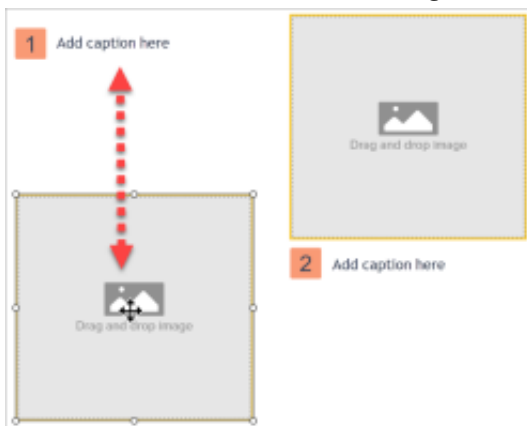 1 Add caption here
Drag and drop image
Drag and drop image
2 Add caption here